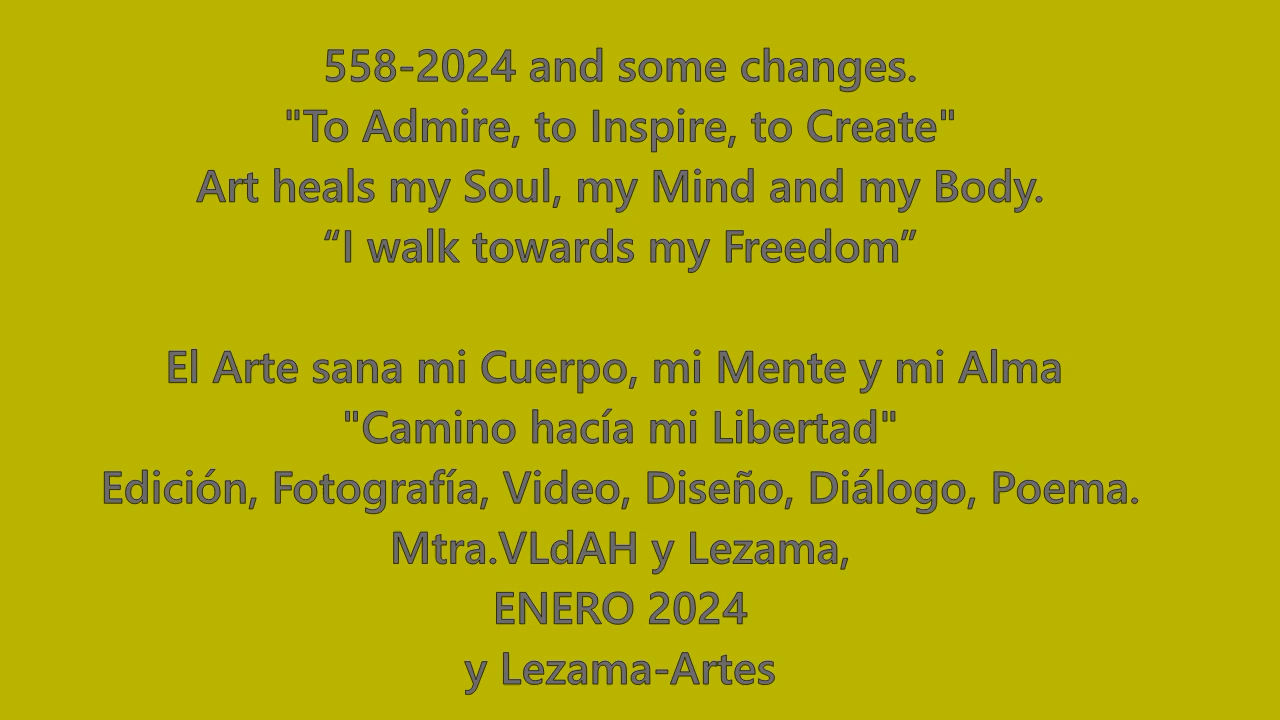 558-2024 and some changes.
"To Admire, to Inspire, to Create"
Art heals my Soul, my Mind and my Body.
“I walk towards my Freedom”
El Arte sana mi Cuerpo, mi Mente y mi Alma
"Camino hacía mi Libertad"
Edición, Fotografía, Video, Diseño, Diálogo, Poema.
Mtra.VLdAH y Lezama,
ENERO 2024
y Lezama-Artes